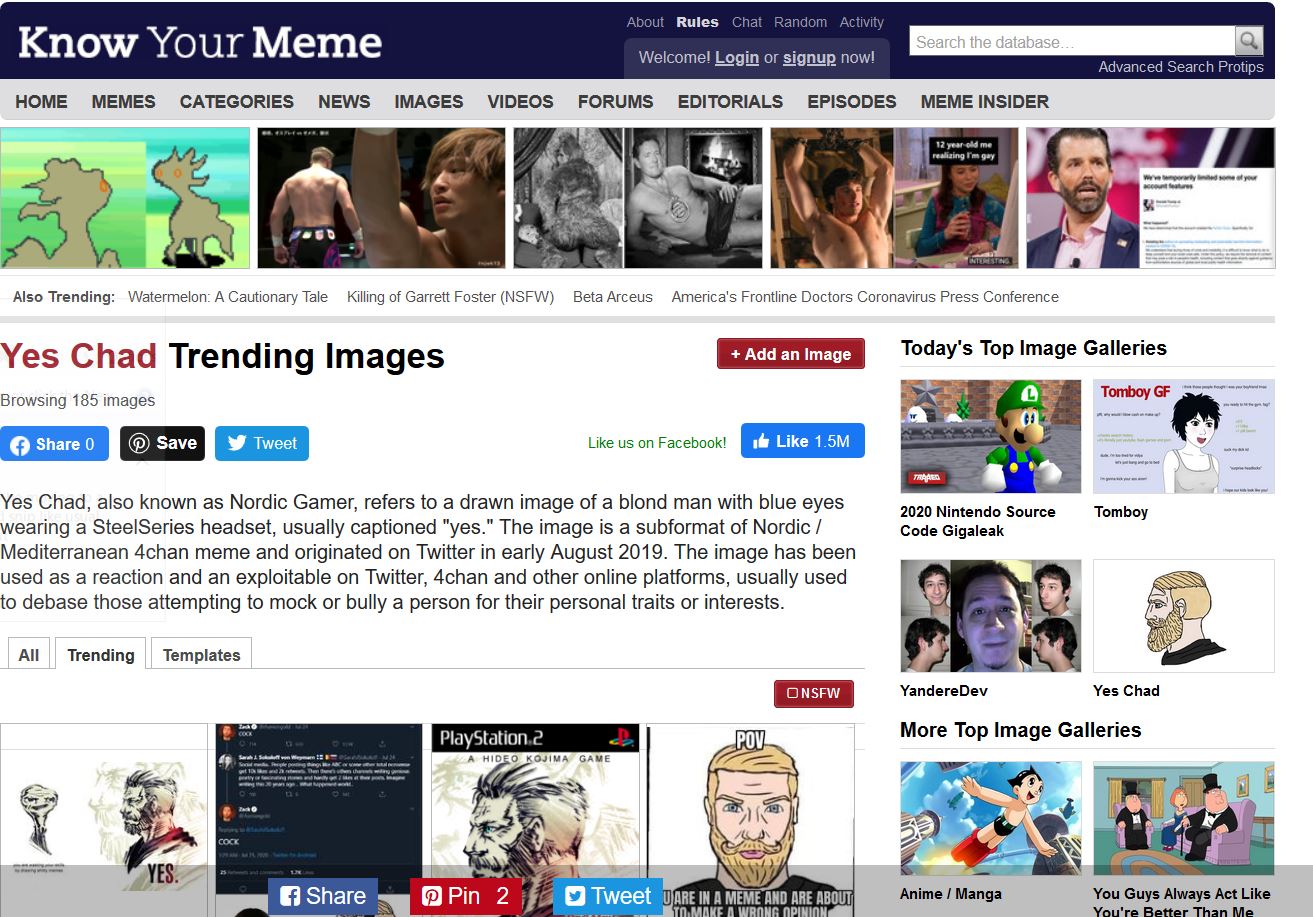 Know Your Meme
About Rules Chat Random Activity
Welcome! Login or signup now!
Search the database...
Advanced Search Protips
HOME MEMES CATEGORIES NEWS IMAGES VIDEOS FORUMS EDITORIALS EPISODES MEME INSIDER
12 year-old me
realizing I'm gay
INTERESTING.
We've temporarily limited some of your
account features
Also Trending: Watermelon: A Cautionary Tale Killing of Garrett Foster (NSFW) Beta Arceus America's Frontline Doctors Coronavirus Press Conference
Yes Chad Trending Images
+ Add an Image
Browsing 185 images
Share 0 Save Tweet
Like us on Facebook! Like 1.5M
Yes Chad, also known as Nordic Gamer, refers to a drawn image of a blond man with blue eyes
wearing a SteelSeries headset, usually captioned "yes." The image is a subformat of Nordic /
Mediterranean 4chan meme and originated on Twitter in early August 2019. The image has been
used as a reaction and an exploitable on Twitter, 4chan and other online platforms, usually used
to debase those attempting to mock or bully a person for their personal traits or interests.
All Trending Templates
NSFW
YES.
Zack
COCK
Sarah J. Sokoloff von Weymarn
Zack
COCK
PlayStation 2
A HIDEO KOJIMA GAME
POV
U ARE IN A MEME AND ARE ABOUT
TO MAKE A WRONG OPINION
Share Pin 2 Tweet
Today's Top Image Galleries
L
TRIPPED
Tomboy GF
2020 Nintendo Source
Code Gigaleak
Tomboy
YandereDev
Yes Chad
More Top Image Galleries
Anime / Manga
You Guys Always Act Like
You're Better Than Me